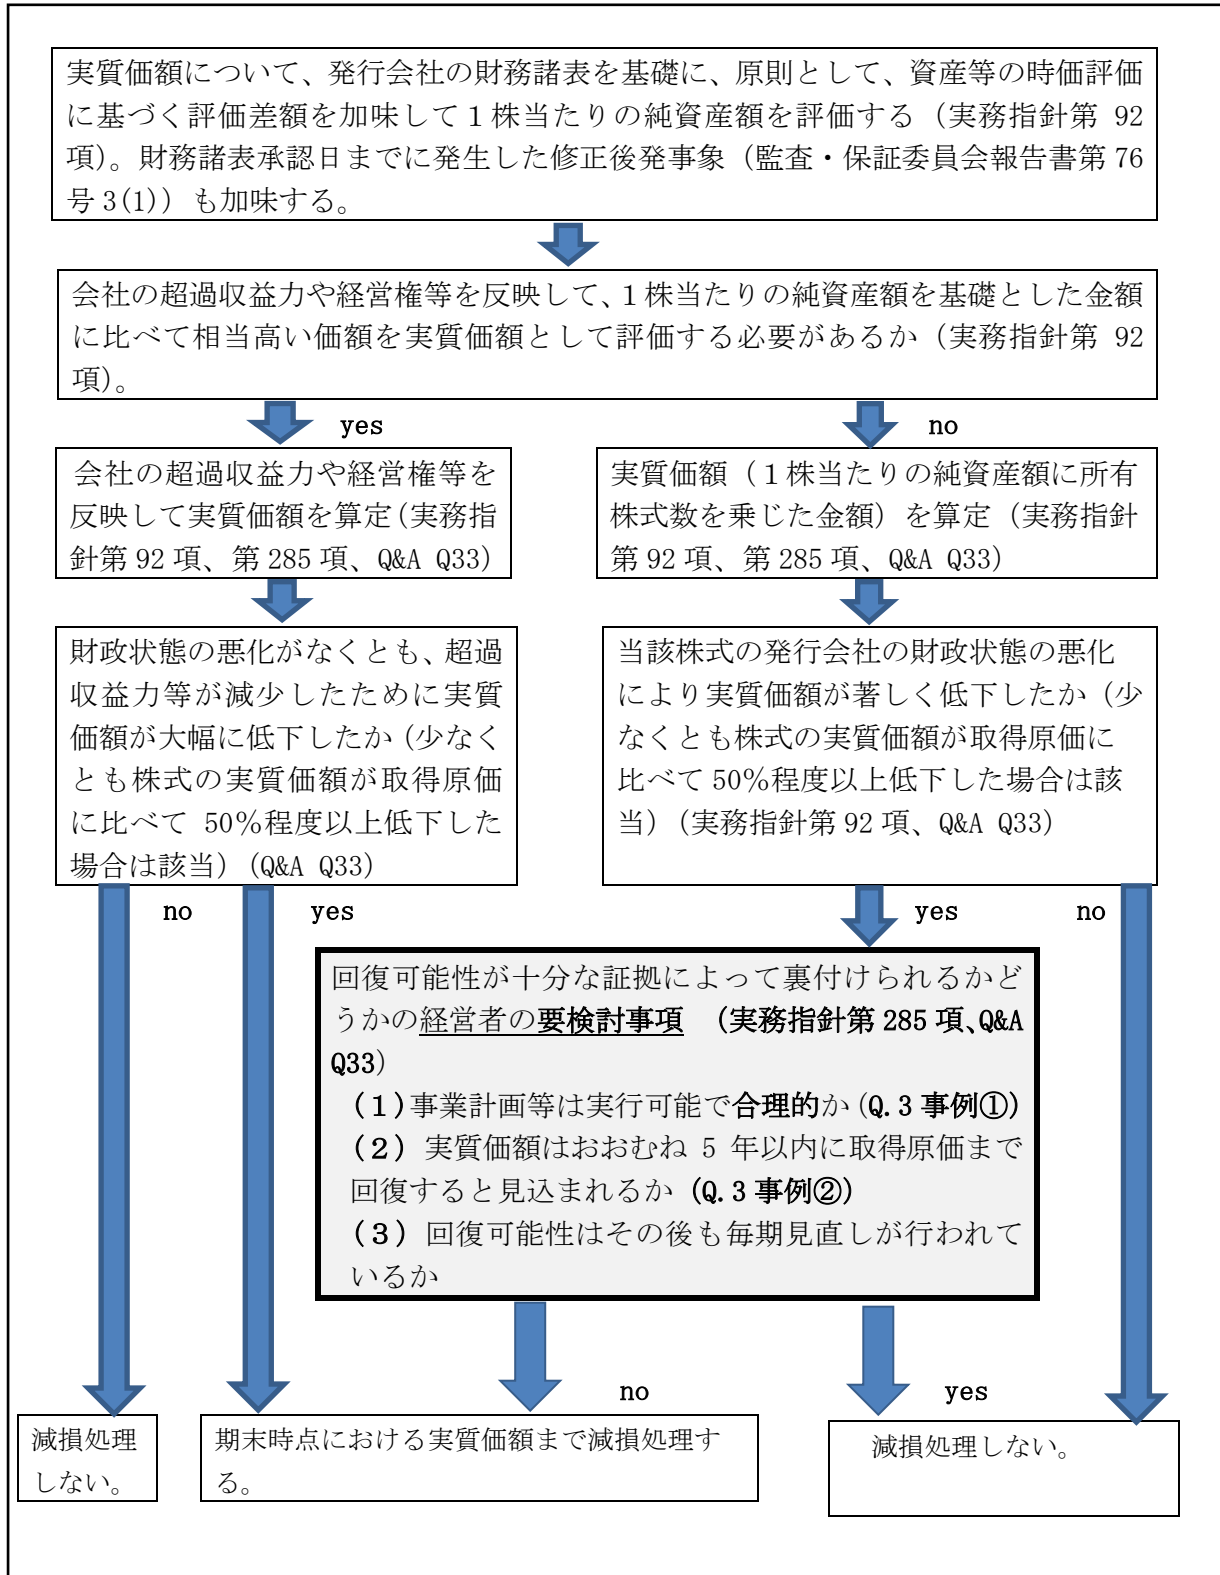 実質価額について、発行会社の財務諸表を基礎に、原則として、資産等の時価評価
に基づく評価差額を加味して１株当たりの純資産額を評価する（実務指針第 92
項）。財務諸表承認日までに発生した修正後発事象（監査・保証委員会報告書第 76
号 3(1)）も加味する。
会社の超過収益力や経営権等を反映して、１株当たりの純資産額を基礎とした金額
に比べて相当高い価額を実質価額として評価する必要があるか（実務指針第 92
項）。
yes
no
会社の超過収益力や経営権等を
反映して実質価額を算定（実務指
針第 92 項、第 285 項、Q&A Q33）
実質価額（１株当たりの純資産額に所有
株式数を乗じた金額）を算定（実務指針
第 92 項、第 285 項、Q&A Q33）
財政状態の悪化がなくとも、超過
収益力等が減少したために実質
価額が大幅に低下したか（少なく
とも株式の実質価額が取得原価
に比べて 50％程度以上低下した
場合は該当）（Q&A Q33）
当該株式の発行会社の財政状態の悪化
により実質価額が著しく低下したか（少
なくとも株式の実質価額が取得原価に
比べて 50％程度以上低下した場合は該
当）（実務指針第 92 項、Q&A Q33）
no
yes
yes
no
回復可能性が十分な証拠によって裏付けられるかど
うかの経営者の要検討事項　（実務指針第 285 項、Q&A
Q33）
（１）事業計画等は実行可能で合理的か（Q.3 事例①）
（２）実質価額はおおむね 5 年以内に取得原価まで
回復すると見込まれるか（Q.3 事例②）
（３）回復可能性はその後も毎期見直しが行われて
いるか
no
yes
減損処理
しない。
期末時点における実質価額まで減損処理す
る。
減損処理しない。